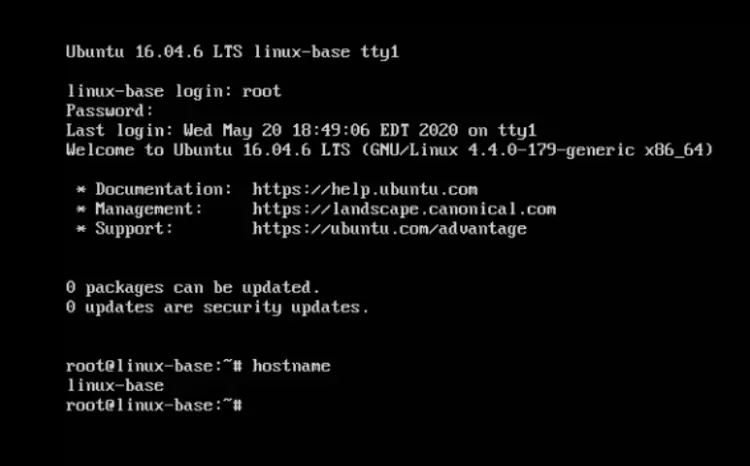 Ubuntu 16.04.6 LTS linux-base tty1
linux-base login: root
Password:
Last login: Wed May 20 18:49:06 EDT 2020 on tty1
Welcome to Ubuntu 16.04.6 LTS (GNU/Linux 4.4.0-179-generic x86_64)
* Documentation:  https://help.ubuntu.com
* Management:     https://landscape.canonical.com
* Support:        https://ubuntu.com/advantage
0 packages can be updated.
0 updates are security updates.
root@linux-base:~# hostname
linux-base
root@linux-base:~#